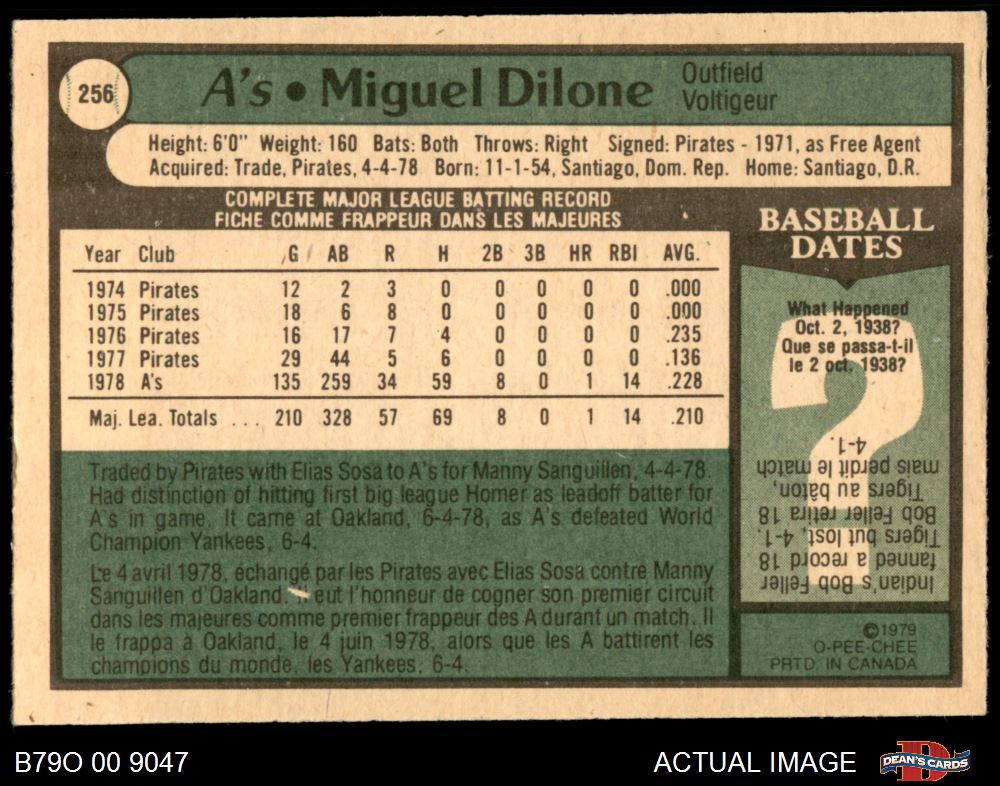 256
A's • Miguel Dilone
Outfield
Voltigeur
Height: 6'0" Weight: 160 Bats: Both Throws: Right Signed: Pirates - 1971, as Free Agent
Acquired: Trade, Pirates, 4-4-78 Born: 11-1-54, Santiago, Dom. Rep. Home: Santiago, D.R.
COMPLETE MAJOR LEAGUE BATTING RECORD
FICHE COMME FRAPPEUR DANS LES MAJEURES
Year Club G AB R H 2B 3B HR RBI AVG.
1974 Pirates 12 2 3 0 0 0 0 0 .000
1975 Pirates 18 6 8 0 0 0 0 0 .000
1976 Pirates 16 17 7 4 0 0 0 0 .235
1977 Pirates 29 44 5 6 0 0 0 0 .136
1978 A's 135 259 34 59 8 0 1 14 .228
Maj. Lea. Totals ... 210 328 57 69 8 0 1 14 .210
Traded by Pirates with Elias Sosa to A's for Manny Sanguillen, 4-4-78.
Had distinction of hitting first big league Homer as leadoff batter for
A's in game. It came at Oakland, 6-4-78, as A's defeated World
Champion Yankees, 6-4.
Le 4 avril 1978, échangé par les Pirates avec Elias Sosa contre Manny
Sanguillen d'Oakland. Il eut l'honneur de cogner son premier circuit
dans les majeures comme premier frappeur des A durant un match. Il
le frappa à Oakland, le 4 juin 1978, alors que les A battirent les
champions du monde, les Yankees, 6-4.
BASEBALL
DATES
What Happened
Oct. 2, 1938?
Que se passa-t-il
le 2 oct. 1938?
Indian's Bob Feller
fanned a record 18
Tigers but lost, 4-1.
Bob Feller retira 18
Tigers au bâton,
mais perdit le match
4-1.
©1979
O-PEE-CHEE
PRTD. IN CANADA
B79O 00 9047
ACTUAL IMAGE
DEAN'S CARDS